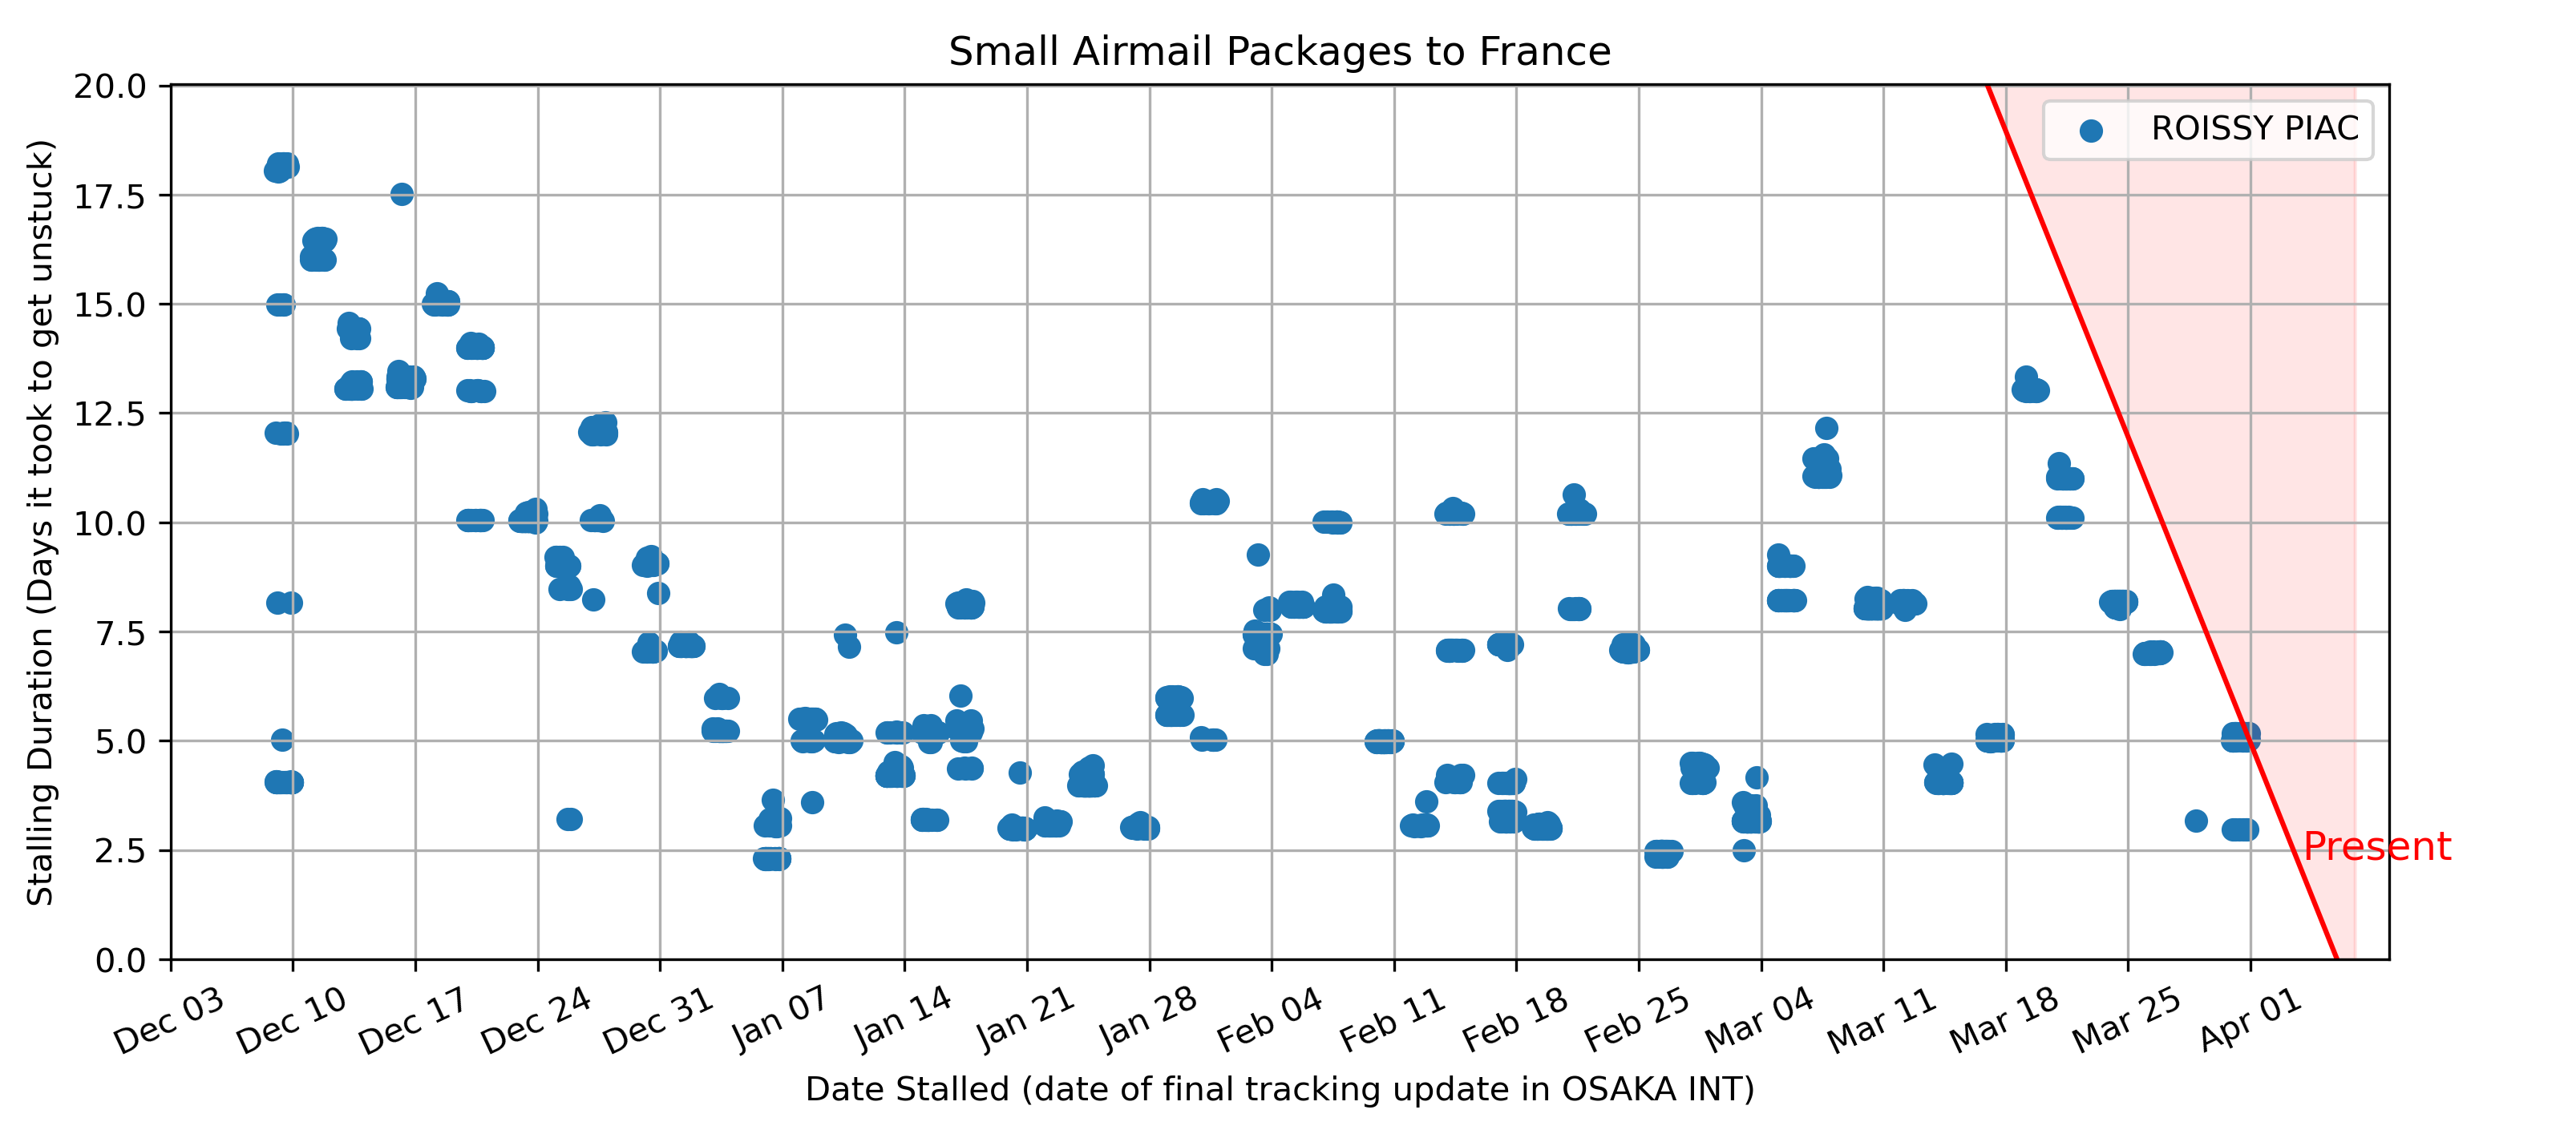 Small Airmail Packages to France
Stalling Duration (Days it took to get unstuck)
20.0
17.5
15.0
12.5
10.0
7.5
5.0
2.5
0.0
ROISSY PIAC
Present
Dec 03
Dec 10
Dec 17
Dec 24
Dec 31
Jan 07
Jan 14
Jan 21
Jan 28
Feb 04
Feb 11
Feb 18
Feb 25
Mar 04
Mar 11
Mar 18
Mar 25
Apr 01
Date Stalled (date of final tracking update in OSAKA INT)